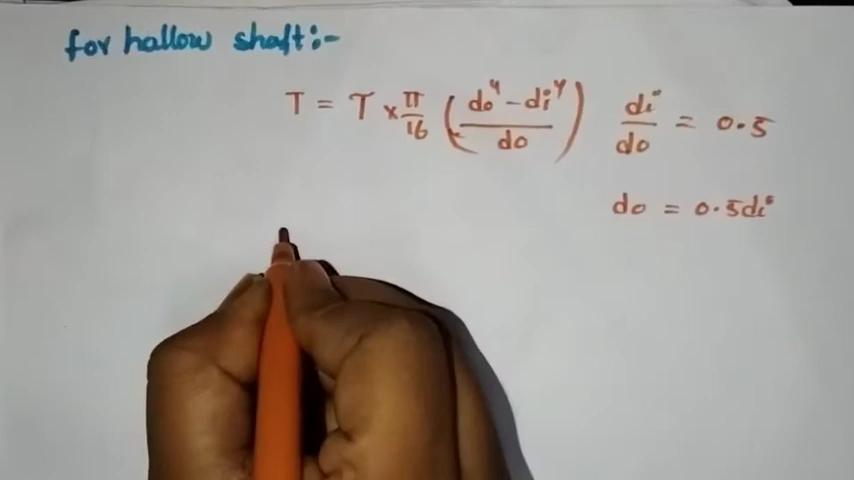 for hallow shaft:-
T = τ × π/16 (do⁴ - di⁴ / do)   di/do = 0.5
do = 0.5di